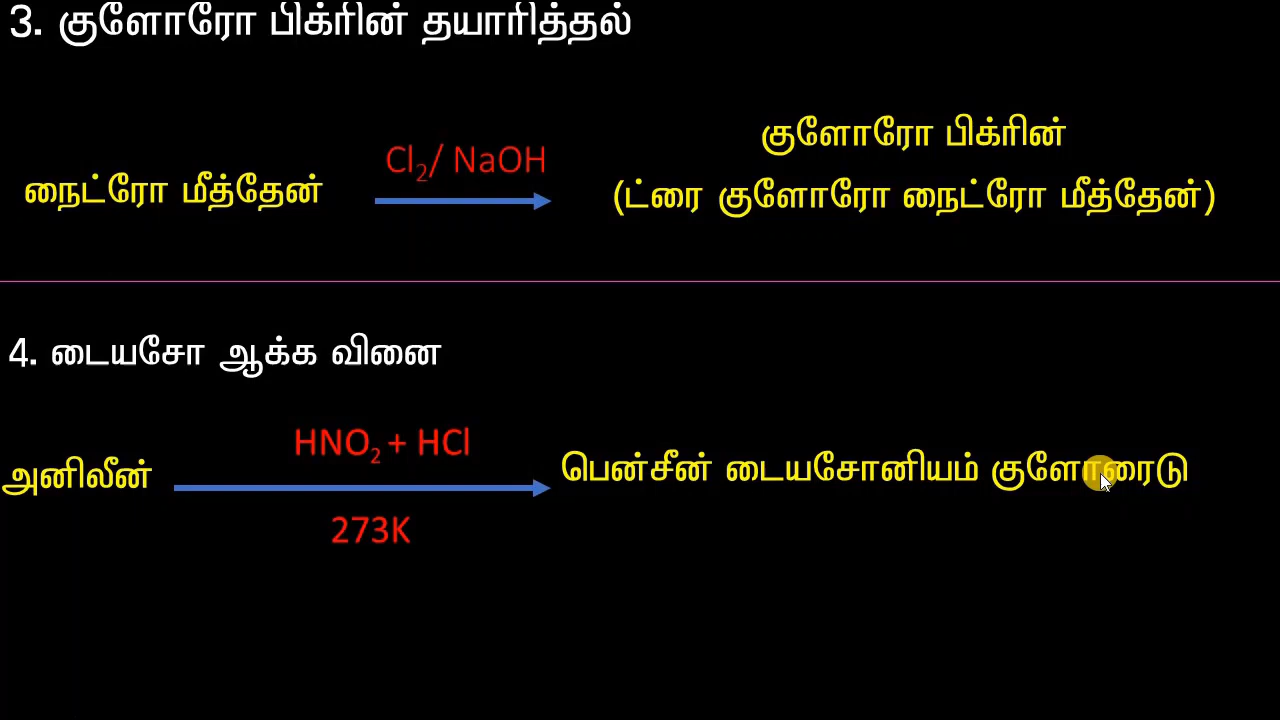 3. குளோரோ பிக்ரின் தயாரித்தல்
நைட்ரோ மீத்தேன்
Cl₂/ NaOH
குளோரோ பிக்ரின்
(ட்ரை குளோரோ நைட்ரோ மீத்தேன்)
4. டையசோ ஆக்க வினை
அனிலீன்
HNO₂ + HCl
273K
பென்சீன் டையசோனியம் குளோரைடு